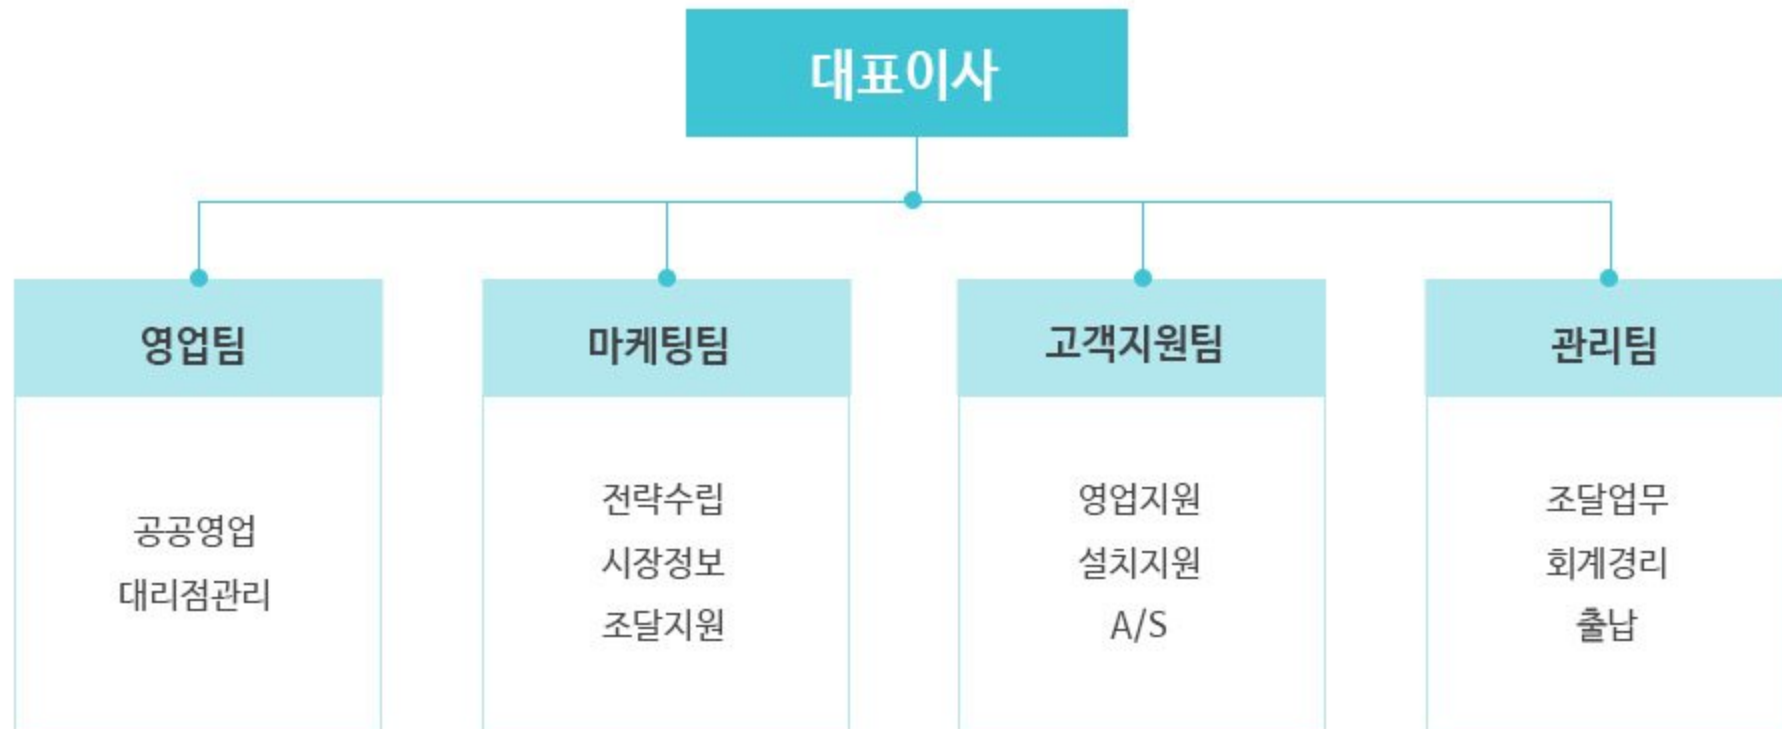 대표이사
영업팀
공공영업
대리점관리
마케팅팀
전략수립
시장정보
조달지원
고객지원팀
영업지원
설치지원
A/S
관리팀
조달업무
회계경리
출납